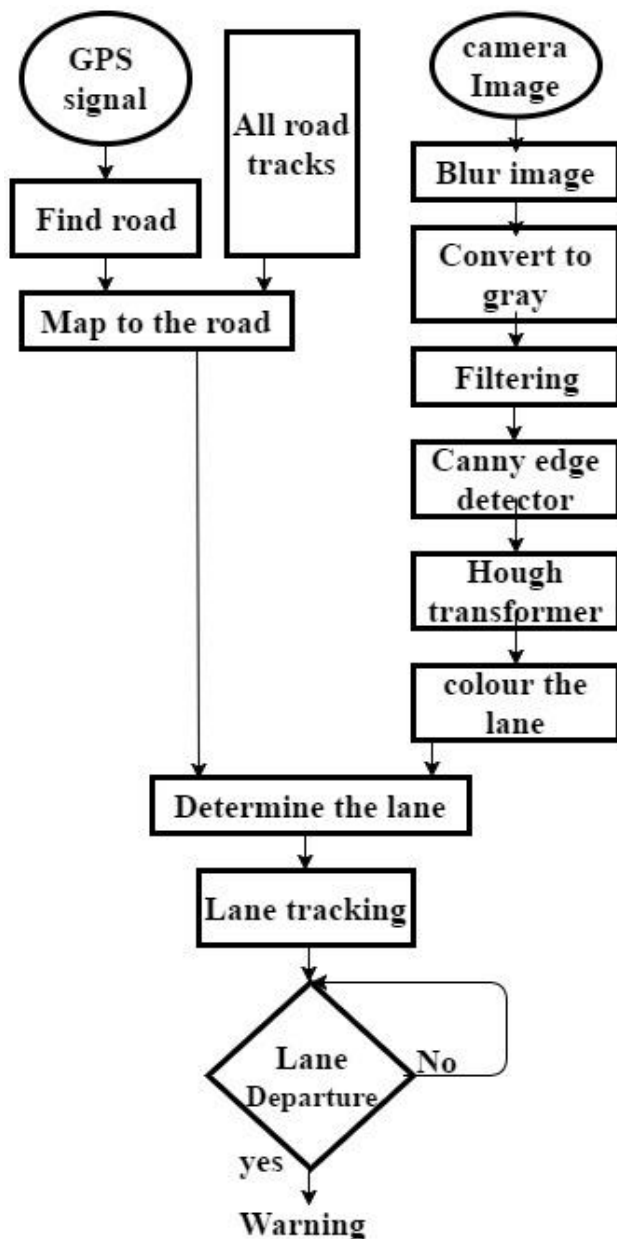 GPS
signal
Find road
All road
tracks
Map to the road
camera
Image
Blur image
Convert to
gray
Filtering
Canny edge
detector
Hough
transformer
colour the
lane
Determine the lane
Lane tracking
Lane
Departure
No
yes
Warning